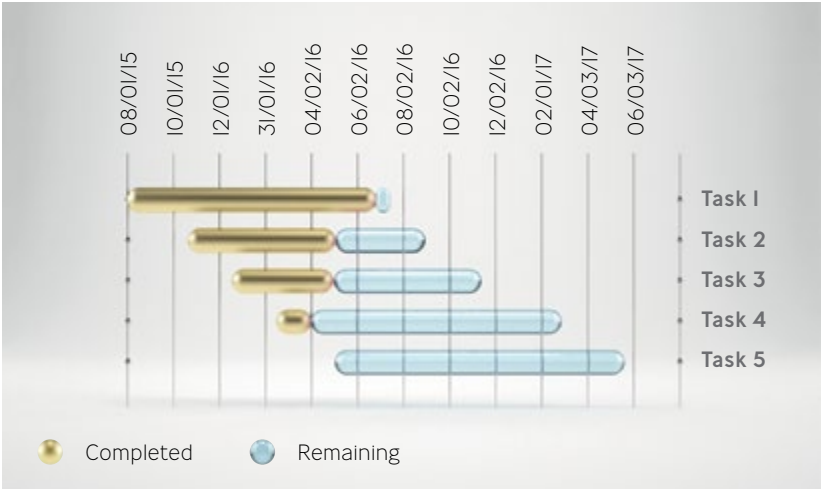 08/01/15
10/01/15
12/01/16
31/01/16
04/02/16
06/02/16
08/02/16
10/02/16
12/02/16
02/01/17
04/03/17
06/03/17
Task 1
Task 2
Task 3
Task 4
Task 5
Completed
Remaining